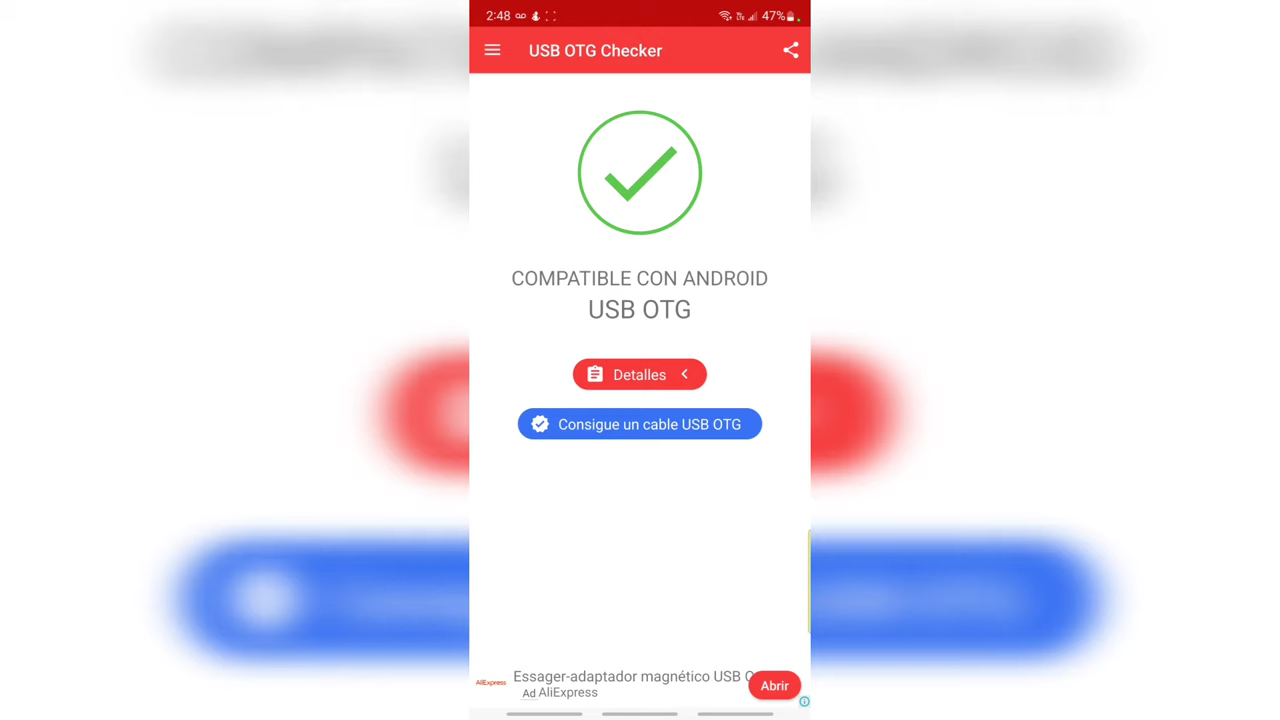 2:48 47%
USB OTG Checker
COMPATIBLE CON ANDROID
USB OTG
Detalles
Consigue un cable USB OTG
Essager-adaptador magnético USB
AliExpress
Ad AliExpress
Abrir